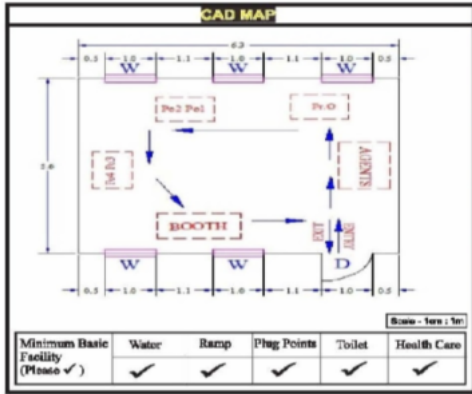 CAD MAP
6.2
0.5 1.0 1.1 1.0 1.1 1.0 0.5
W W W
Po2 Po1 Pr.O
AGENTS
BOOTH
EXIT
ENTRY
W W D
0.5 1.0 1.1 1.0 1.1 1.0 0.5
Scale - 1cm : 1m
Minimum Basic Facility (Please ✓) Water Ramp Plug Points Toilet Health Care
✓ ✓ ✓ ✓ ✓